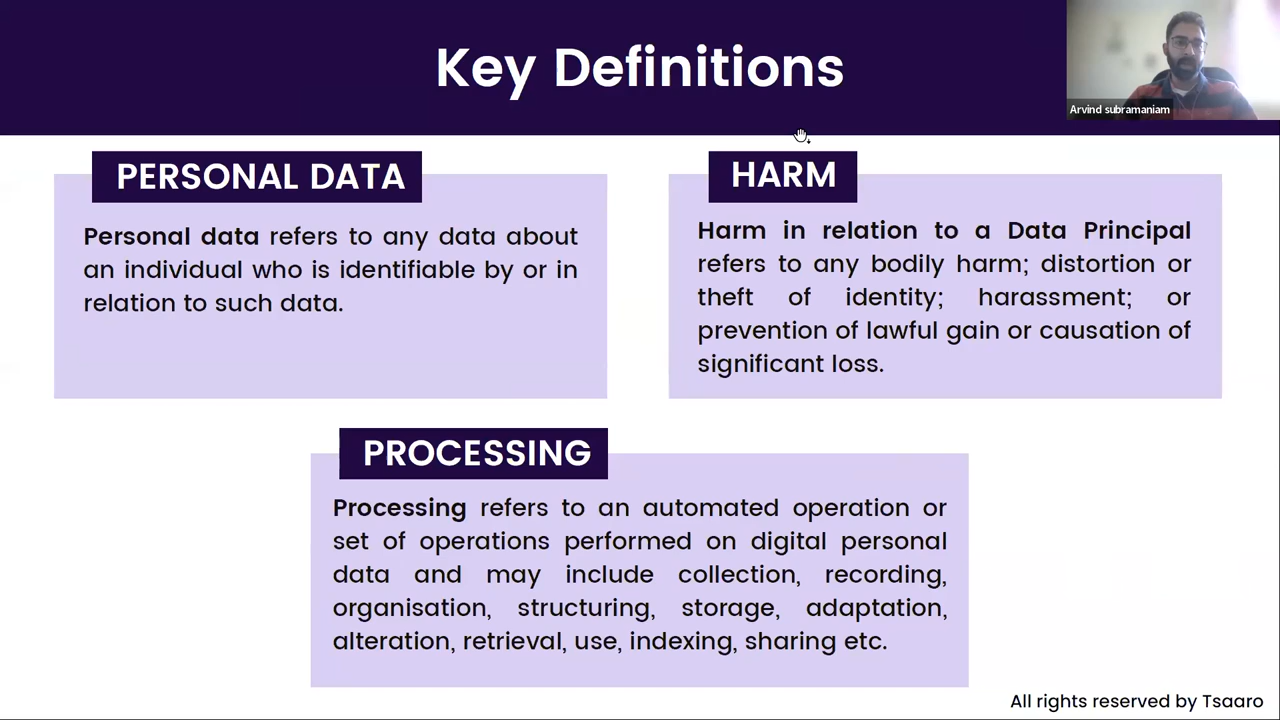 Key Definitions
Arvind subramaniam
PERSONAL DATA
Personal data refers to any data about
an individual who is identifiable by or in
relation to such data.
HARM
Harm in relation to a Data Principal
refers to any bodily harm; distortion or
theft of identity; harassment; or
prevention of lawful gain or causation of
significant loss.
PROCESSING
Processing refers to an automated operation or
set of operations performed on digital personal
data and may include collection, recording,
organisation, structuring, storage, adaptation,
alteration, retrieval, use, indexing, sharing etc.
All rights reserved by Tsaaro